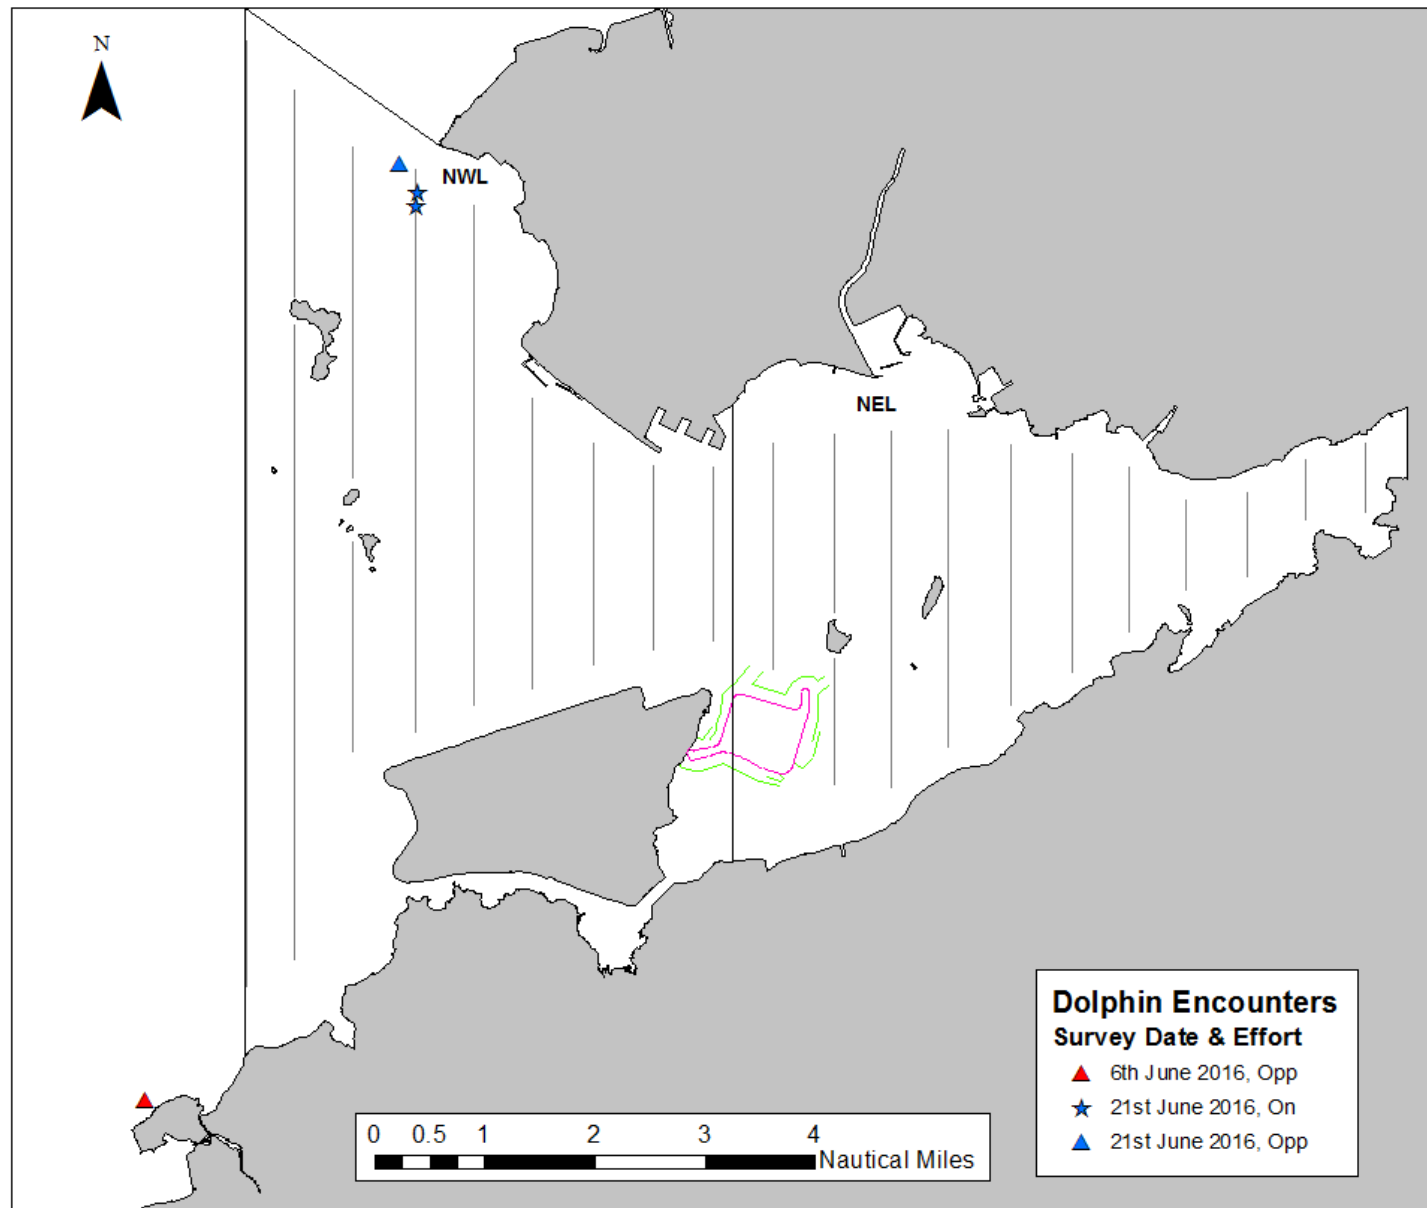 N
NWL
NEL
Dolphin Encounters
Survey Date & Effort
6th June 2016, Opp
21st June 2016, On
21st June 2016, Opp
0 0.5 1 2 3 4
Nautical Miles